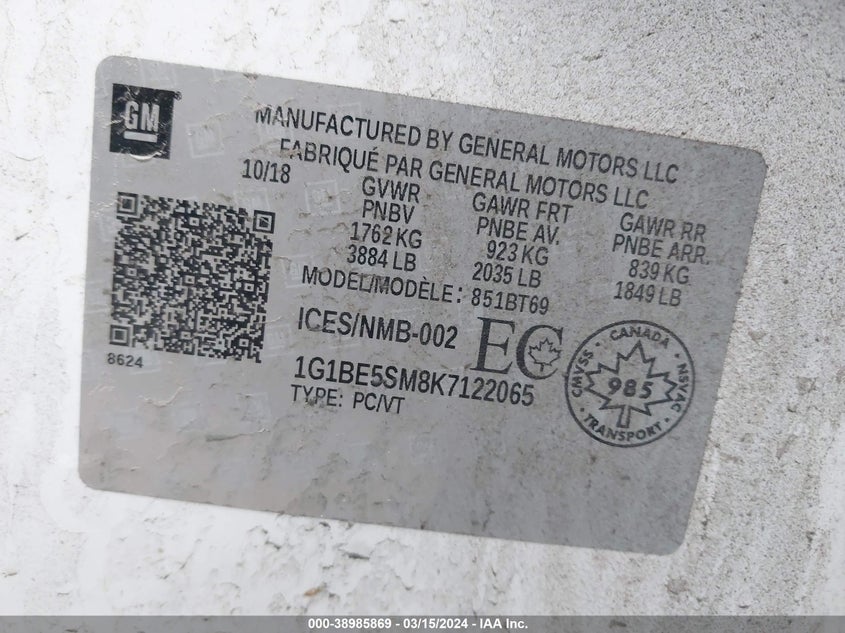 GM
MANUFACTURED BY GENERAL MOTORS LLC
FABRIQUÉ PAR GENERAL MOTORS LLC
10/18
GVWR GAWR FRT GAWR RR
PNBV PNBE AV. PNBE ARR.
1762 KG 923 KG 839 KG
3884 LB 2035 LB 1849 LB
MODEL/MODÈLE: 851BT69
8624
ICES/NMB-002 EC
1G1BE5SM8K7122065
TYPE: PC/VT
CANADA
CMVSS 985 NSVAC
TRANSPORT
000-38985869 - 03/15/2024 - IAA Inc.